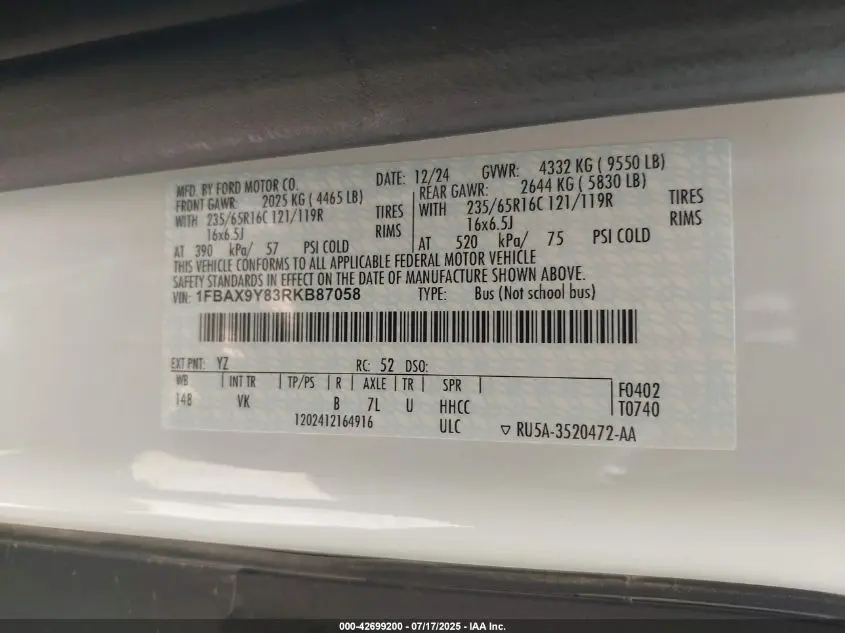 MFD. BY FORD MOTOR CO.
DATE: 12/24
GVWR: 4332 KG ( 9550 LB)
FRONT GAWR: 2025 KG ( 4465 LB)
WITH 235/65R16C 121/119R TIRES
16x6.5J RIMS
AT 390 kPa/ 57 PSI COLD
REAR GAWR: 2644 KG ( 5830 LB)
WITH 235/65R16C 121/119R TIRES
16x6.5J RIMS
AT 520 kPa/ 75 PSI COLD
THIS VEHICLE CONFORMS TO ALL APPLICABLE FEDERAL MOTOR VEHICLE
SAFETY STANDARDS IN EFFECT ON THE DATE OF MANUFACTURE SHOWN ABOVE.
VIN: 1FBAX9Y83RKB87058 TYPE: Bus (Not school bus)
EXT PNT: YZ RC: 52 DSO:
WB INT TR TP/PS R AXLE TR SPR
148 VK B 7L U HHCC
F0402
T0740
1202412164916 ULC ▽ RU5A-3520472-AA
000-42699200 - 07/17/2025 - IAA Inc.